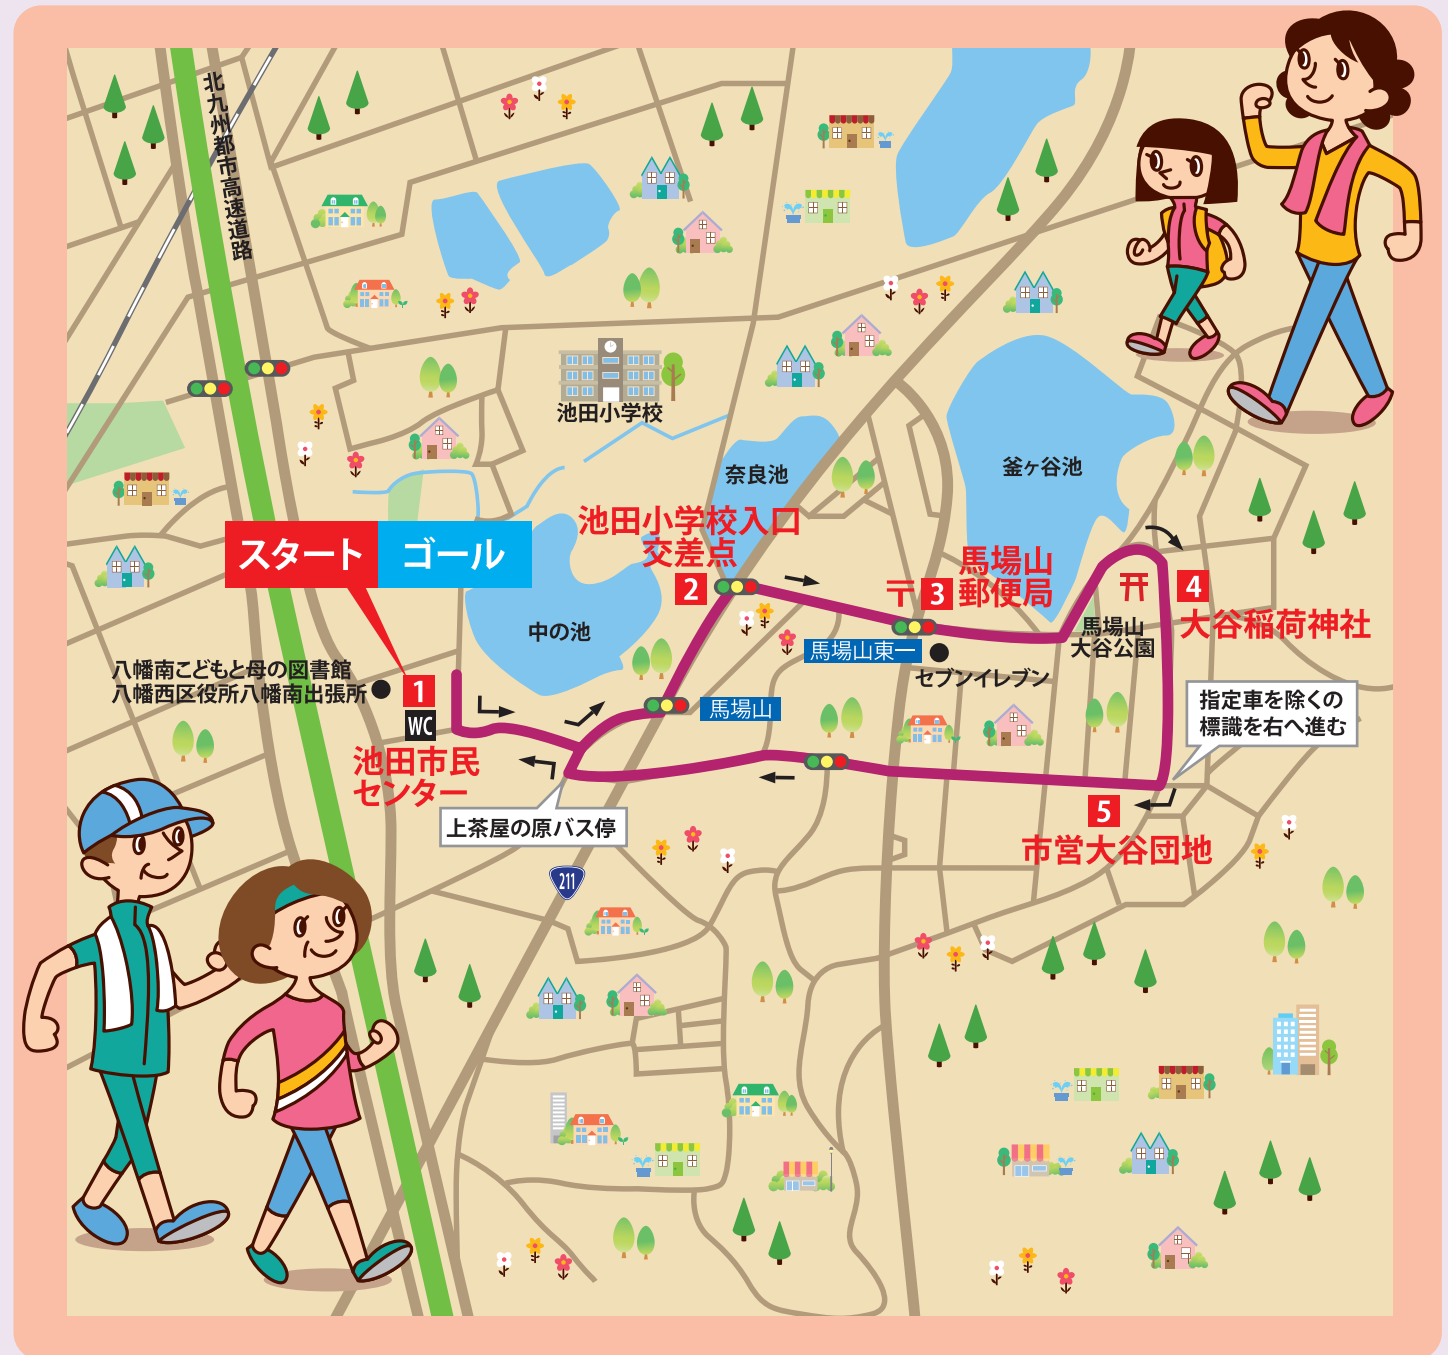 北九州都市高速道路
池田小学校
奈良池
釜ヶ谷池
スタート
ゴール
池田小学校入口
交差点
2
〒
3
馬場山
郵便局
4
大谷稲荷神社
中の池
馬場山
大谷公園
馬場山東一
セブンイレブン
八幡南こどもと母の図書館
八幡西区役所八幡南出張所
1
WC
池田市民
センター
馬場山
指定車を除くの
標識を右へ進む
上茶屋の原バス停
5
市営大谷団地
211